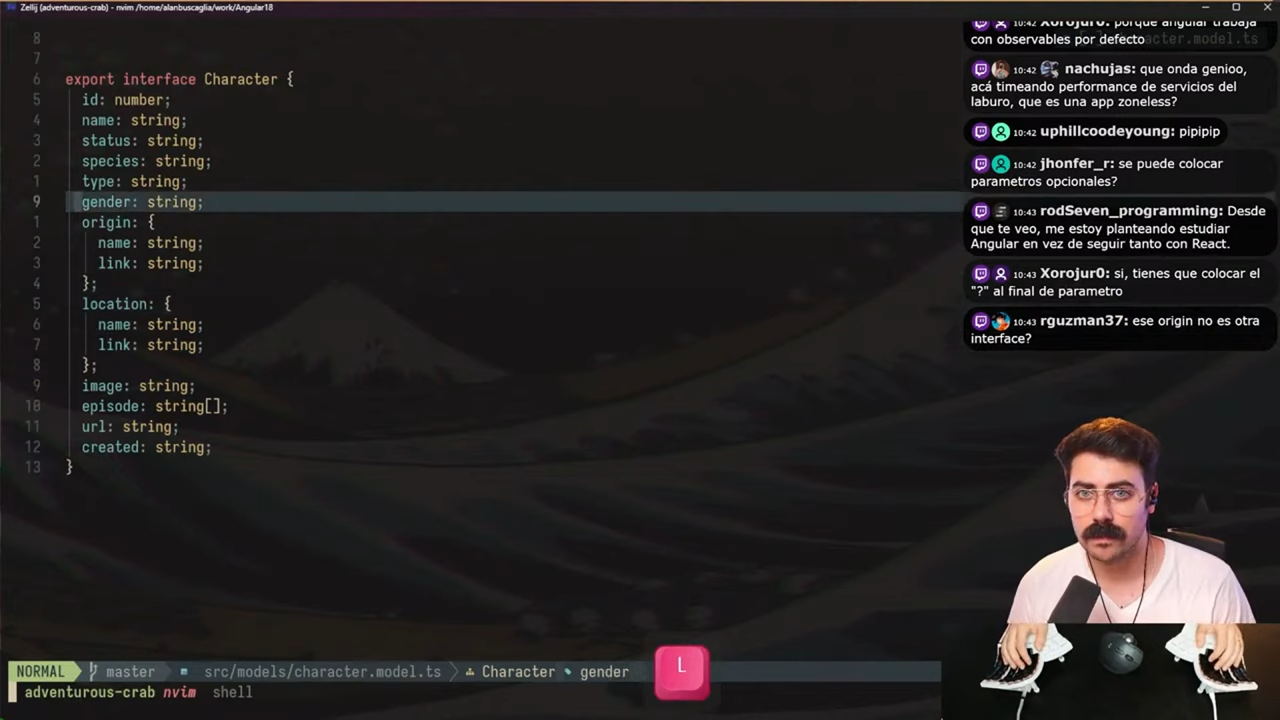 Zellij (adventurous-crab) - nvim /home/alanbuscaglia/work/Angular18
8
7
6 export interface Character {
5 id: number;
4 name: string;
3 status: string;
2 species: string;
1 type: string;
9 gender: string;
1 origin: {
2 name: string;
3 link: string;
4 };
5 location: {
6 name: string;
7 link: string;
8 };
9 image: string;
10 episode: string[];
11 url: string;
12 created: string;
13 }
NORMAL master src/models/character.model.ts Character gender
adventurous-crab nvim shell
L
10:42 Xorojur0: porque angular trabaja
con observables por defecto
10:42 nachujas: que onda genioo,
acá timeando performance de servicios del
laburo, que es una app zoneless?
10:42 uphillcoodeyoung: pipipip
10:42 jhonfer_r: se puede colocar
parametros opcionales?
10:43 rodSeven_programming: Desde
que te veo, me estoy planteando estudiar
Angular en vez de seguir tanto con React.
10:43 Xorojur0: si, tienes que colocar el
"?" al final de parametro
10:43 rguzman37: ese origin no es otra
interface?